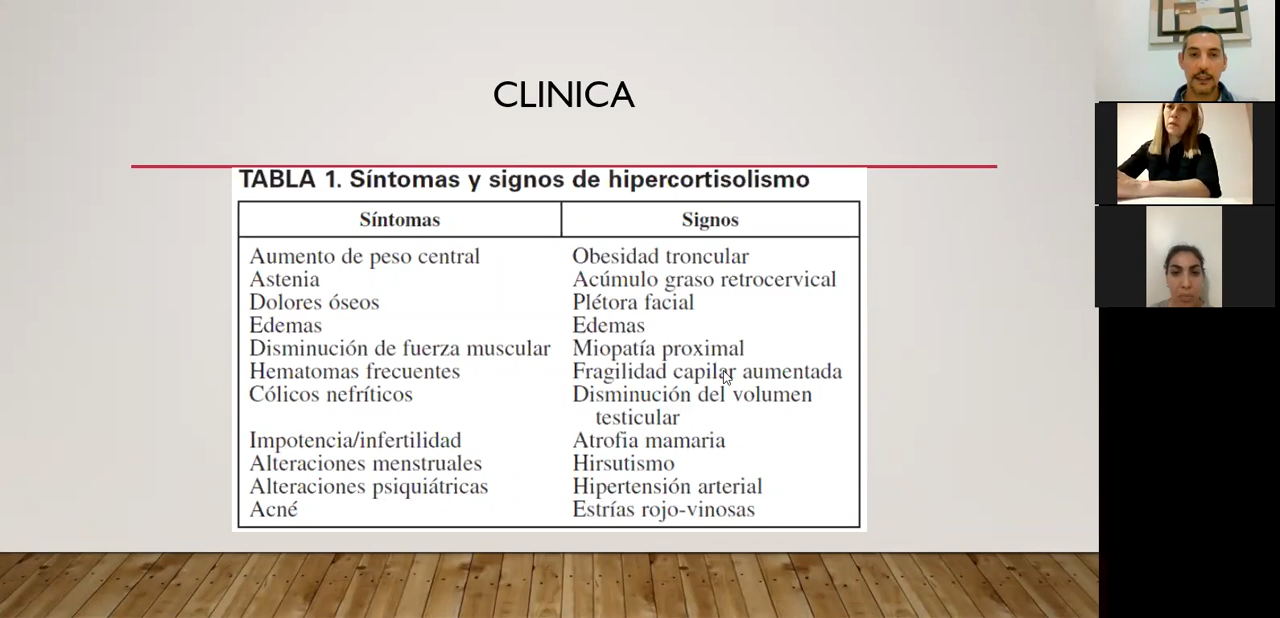 CLINICA
TABLA 1. Síntomas y signos de hipercortisolismo
Síntomas Signos
Aumento de peso central Obesidad troncular
Astenia Acúmulo graso retrocervical
Dolores óseos Plétora facial
Edemas Edemas
Disminución de fuerza muscular Miopatía proximal
Hematomas frecuentes Fragilidad capilar aumentada
Cólicos nefríticos Disminución del volumen
testicular
Impotencia/infertilidad Atrofia mamaria
Alteraciones menstruales Hirsutismo
Alteraciones psiquiátricas Hipertensión arterial
Acné Estrías rojo-vinosas